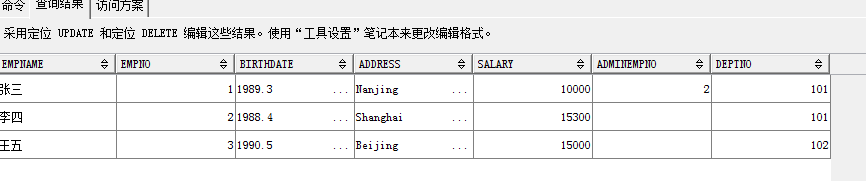 命令 查询结果 访问方案
采用定位 UPDATE 和定位 DELETE 编辑这些结果。使用“工具设置”笔记本来更改编辑格式。
EMPNAME EMPNO BIRTHDATE ADDRESS SALARY ADMINEMPNO DEPTNO
张三 1 1989.3 ... Nanjing ... 10000 2 101
李四 2 1988.4 ... Shanghai ... 15300 101
王五 3 1990.5 ... Beijing ... 15000 102